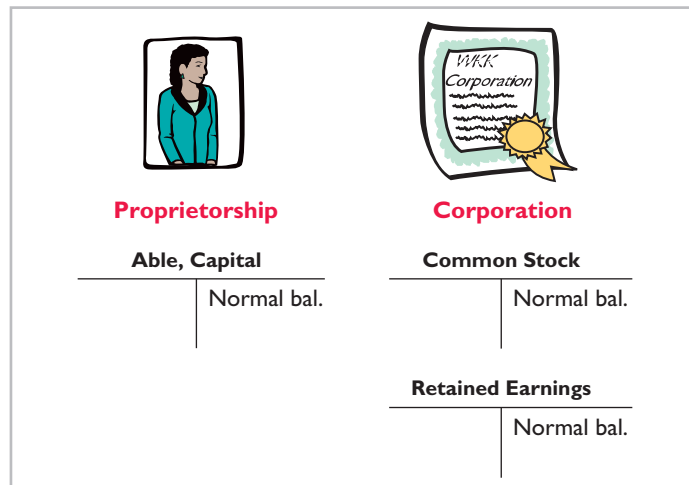 WKK
Corporation
Proprietorship
Corporation
Able, Capital
Normal bal.
Common Stock
Normal bal.
Retained Earnings
Normal bal.